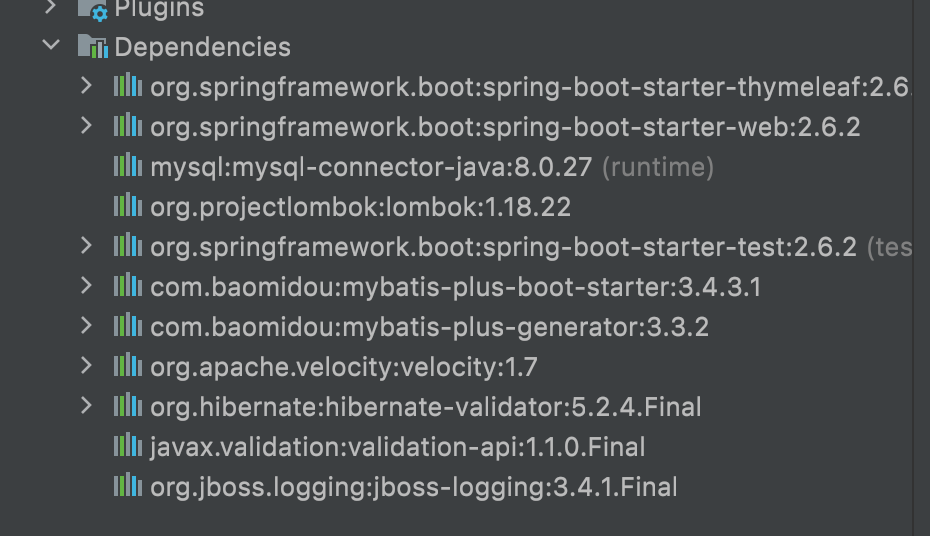 Plugins
Dependencies
org.springframework.boot:spring-boot-starter-thymeleaf:2.6.
org.springframework.boot:spring-boot-starter-web:2.6.2
mysql:mysql-connector-java:8.0.27 (runtime)
org.projectlombok:lombok:1.18.22
org.springframework.boot:spring-boot-starter-test:2.6.2 (tes
com.baomidou:mybatis-plus-boot-starter:3.4.3.1
com.baomidou:mybatis-plus-generator:3.3.2
org.apache.velocity:velocity:1.7
org.hibernate:hibernate-validator:5.2.4.Final
javax.validation:validation-api:1.1.0.Final
org.jboss.logging:jboss-logging:3.4.1.Final